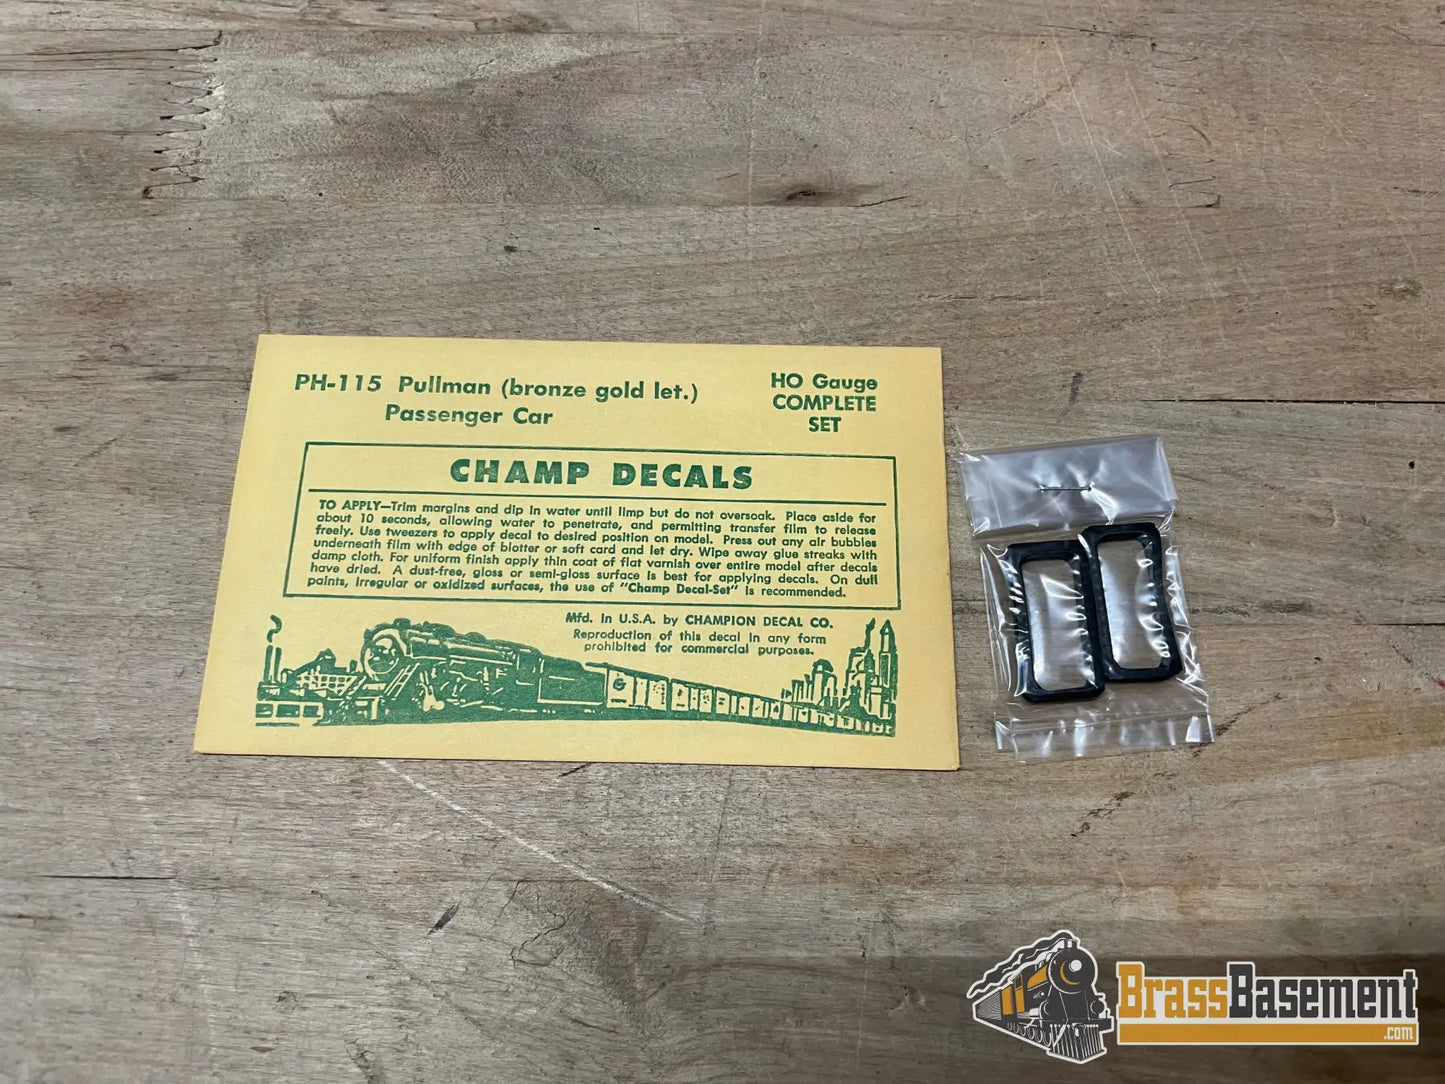 PH-115 Pullman (bronze gold let.)
Passenger Car
HO Gauge
COMPLETE
SET
CHAMP DECALS
TO APPLY—Trim margins and dip in water until limp but do not oversoak. Place aside for
about 10 seconds, allowing water to penetrate, and permitting transfer film to release
freely. Use tweezers to apply decal to desired position on model. Press out any air bubbles
underneath film with edge of blotter or soft card and let dry. Wipe away glue streaks with
damp cloth. For uniform finish apply thin coat of flat varnish over entire model after decals
have dried. A dust-free, gloss or semi-gloss surface is best for applying decals. On dull
paints, irregular or oxidized surfaces, the use of "Champ Decal-Set" is recommended.
Mfd. in U.S.A. by CHAMPION DECAL CO.
Reproduction of this decal in any form
prohibited for commercial purposes.
BrassBasement
.com